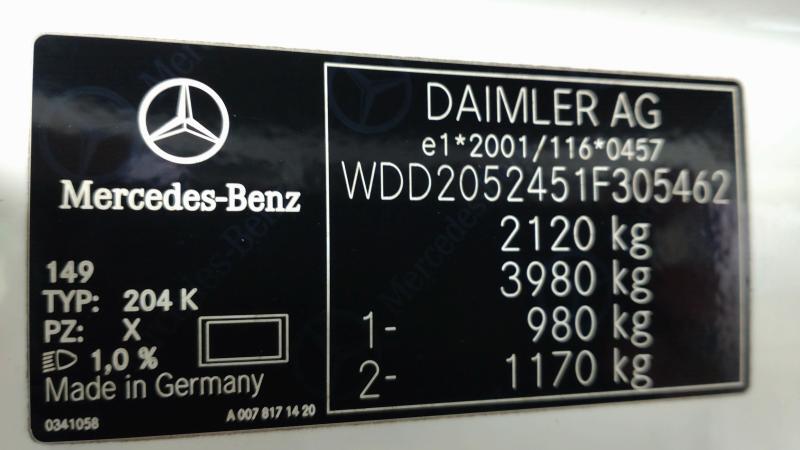 Mercedes-Benz
149
TYP: 204 K
PZ: X
1,0 %
Made in Germany
0341058
A 007 817 14 20
DAIMLER AG
e1*2001/116*0457
WDD2052451F305462
2120 kg
3980 kg
1- 980 kg
2- 1170 kg